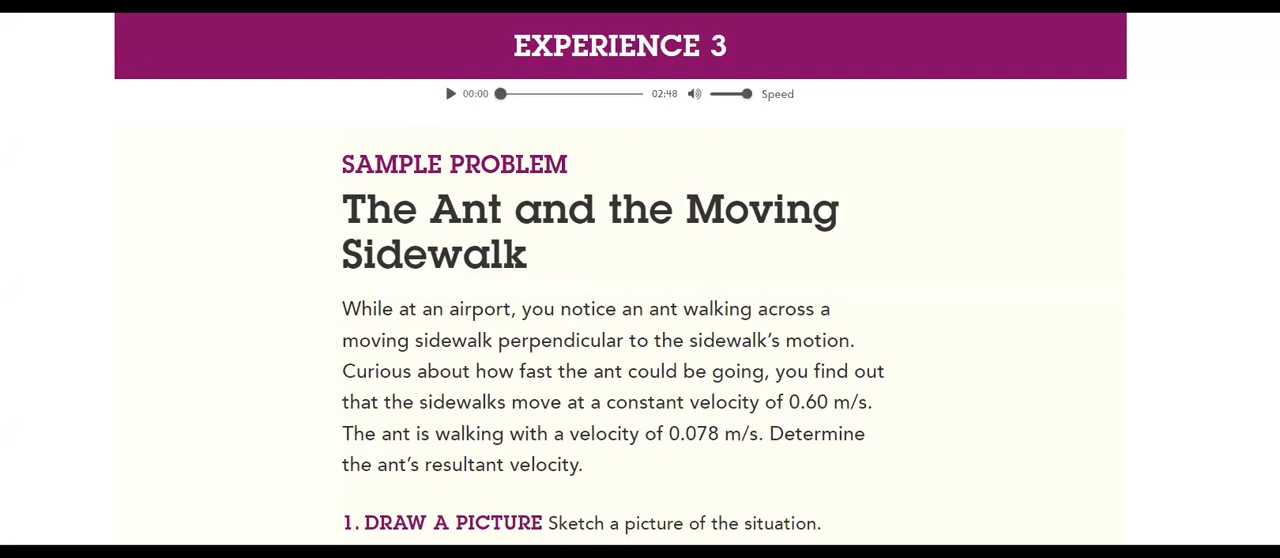 EXPERIENCE 3
00:00 02:48 Speed
SAMPLE PROBLEM
The Ant and the Moving
Sidewalk
While at an airport, you notice an ant walking across a
moving sidewalk perpendicular to the sidewalk’s motion.
Curious about how fast the ant could be going, you find out
that the sidewalks move at a constant velocity of 0.60 m/s.
The ant is walking with a velocity of 0.078 m/s. Determine
the ant’s resultant velocity.
1. DRAW A PICTURE Sketch a picture of the situation.